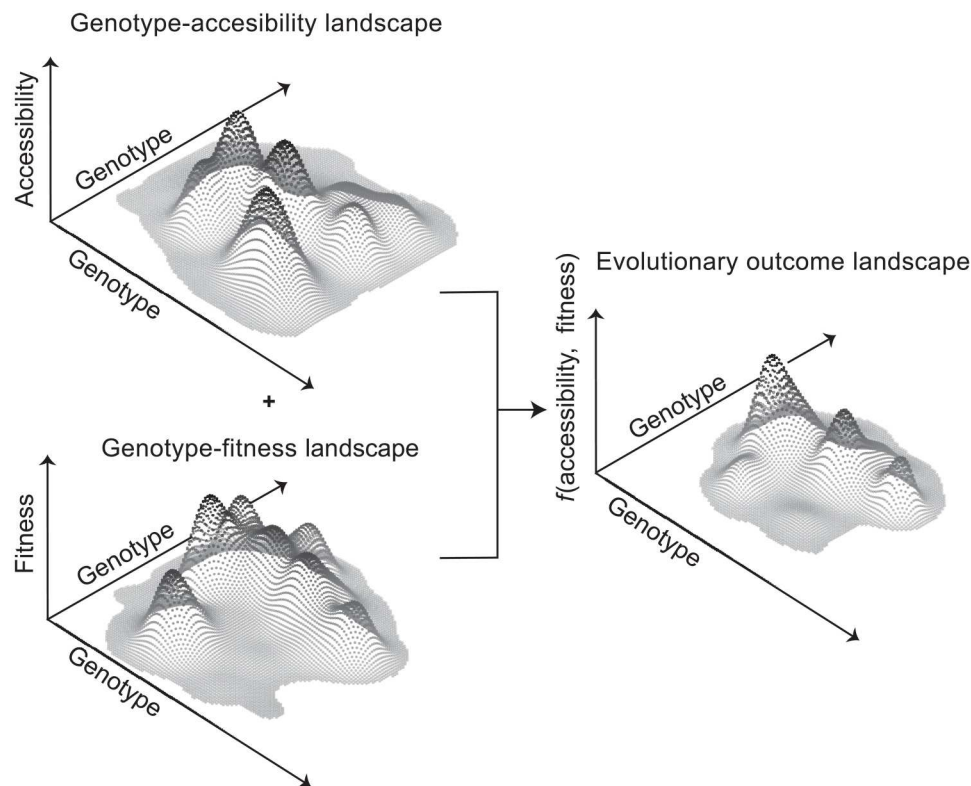 Genotype-accesibility landscape
Accessibility
Genotype
Genotype
+
Genotype-fitness landscape
Fitness
Genotype
Genotype
Evolutionary outcome landscape
f(accessibility, fitness)
Genotype
Genotype